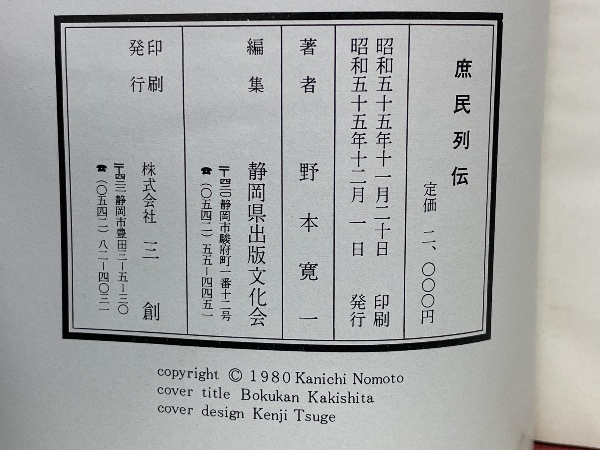 庶民列伝
定価 二、〇〇〇円
昭和五十五年十一月二十日 印刷
昭和五十五年十二月 一日 発行
著者 野本寛一
編集 静岡県出版文化会
〒四二〇 静岡市駿府町一番十二号
☎(〇五四二)五五ー四四五一
印刷
発行
株式会社 三創
〒四二二 静岡市豊田三ー五ー三〇
☎(〇五四二)八二ー四〇三一
copyright © 1980 Kanichi Nomoto
cover title Bokukan Kakishita
cover design Kenji Tsuge